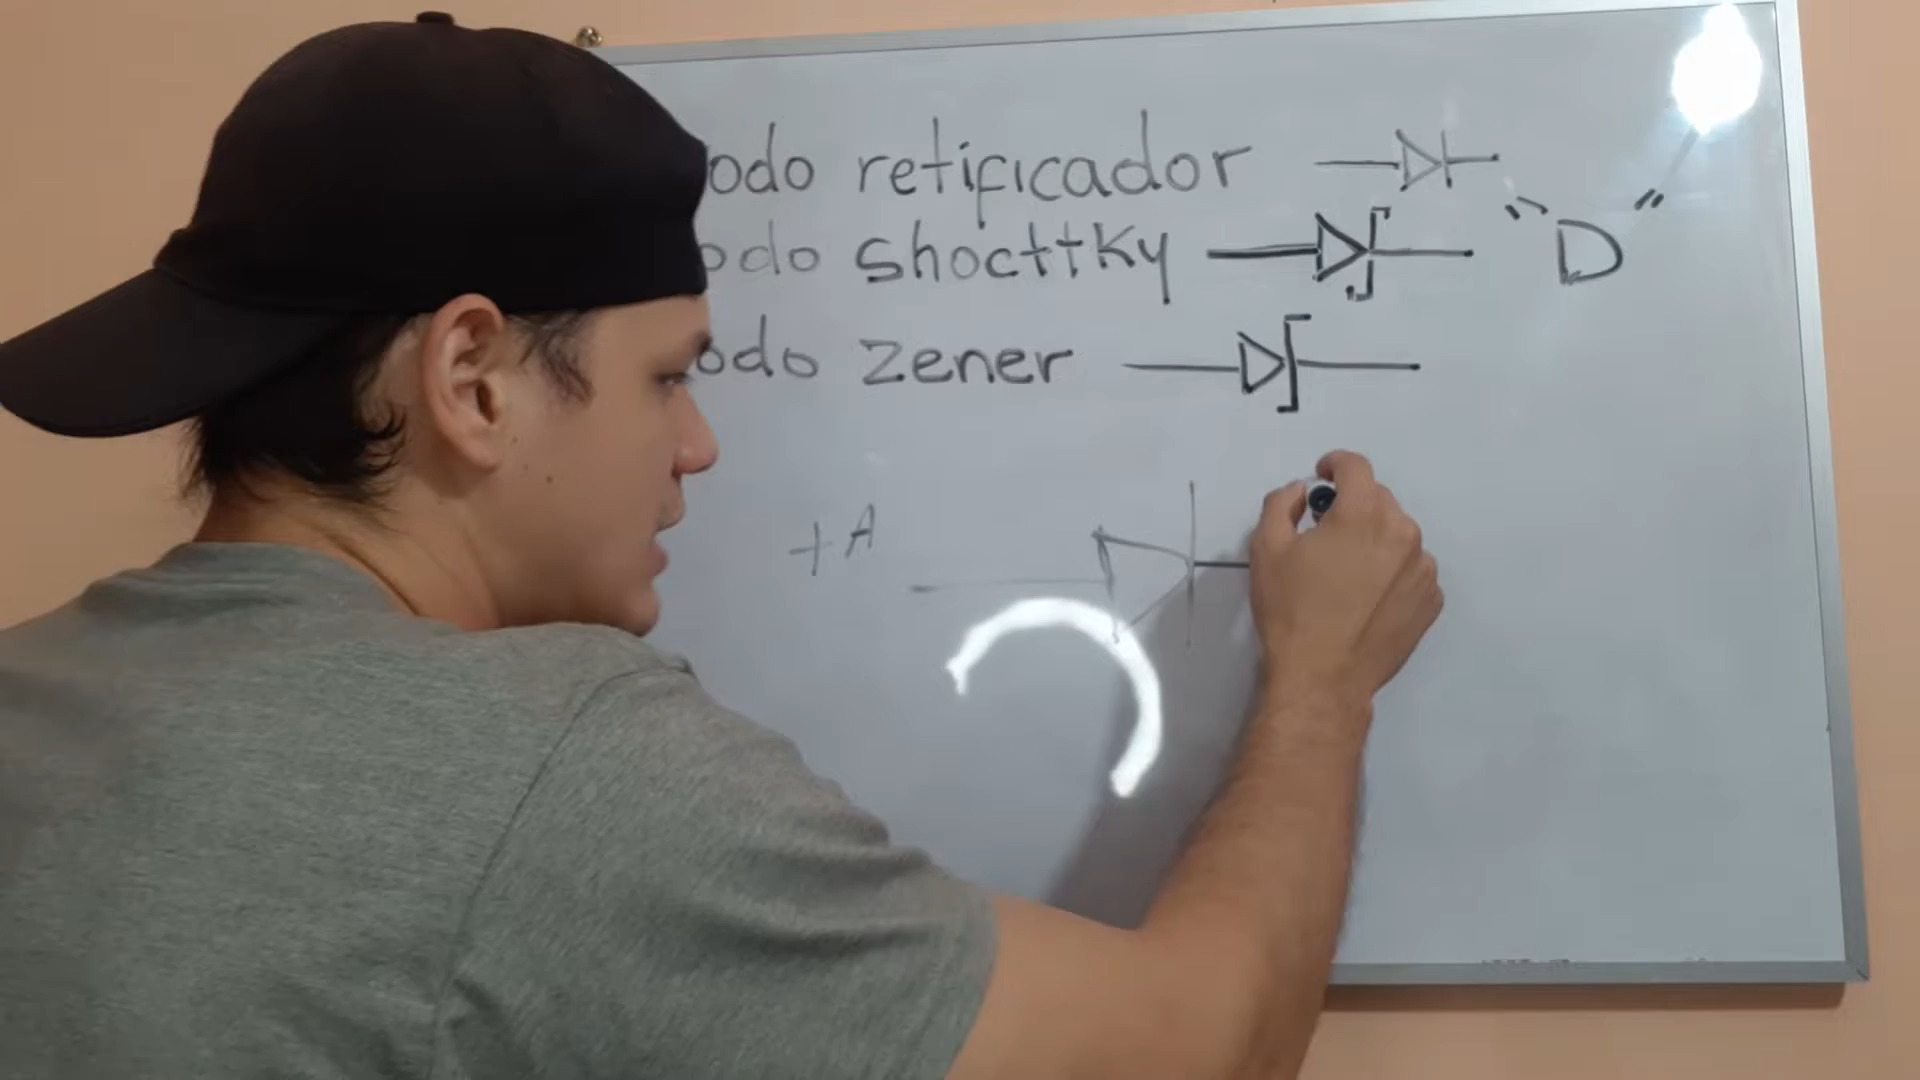 odo retificador
odo shocttky "D"
odo zener
+A